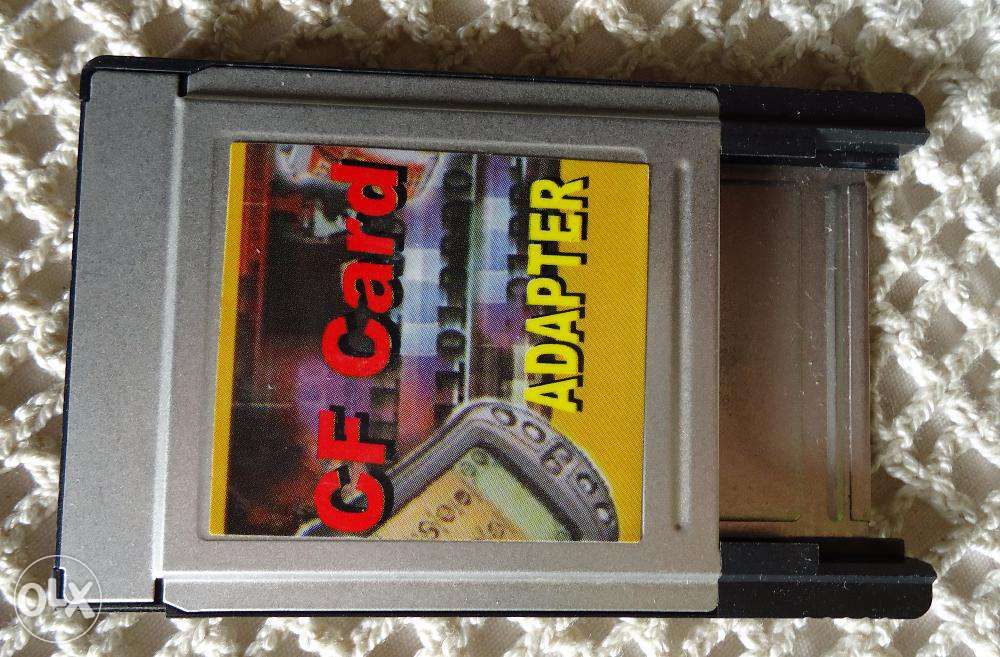 CF Card
ADAPTER
OLX